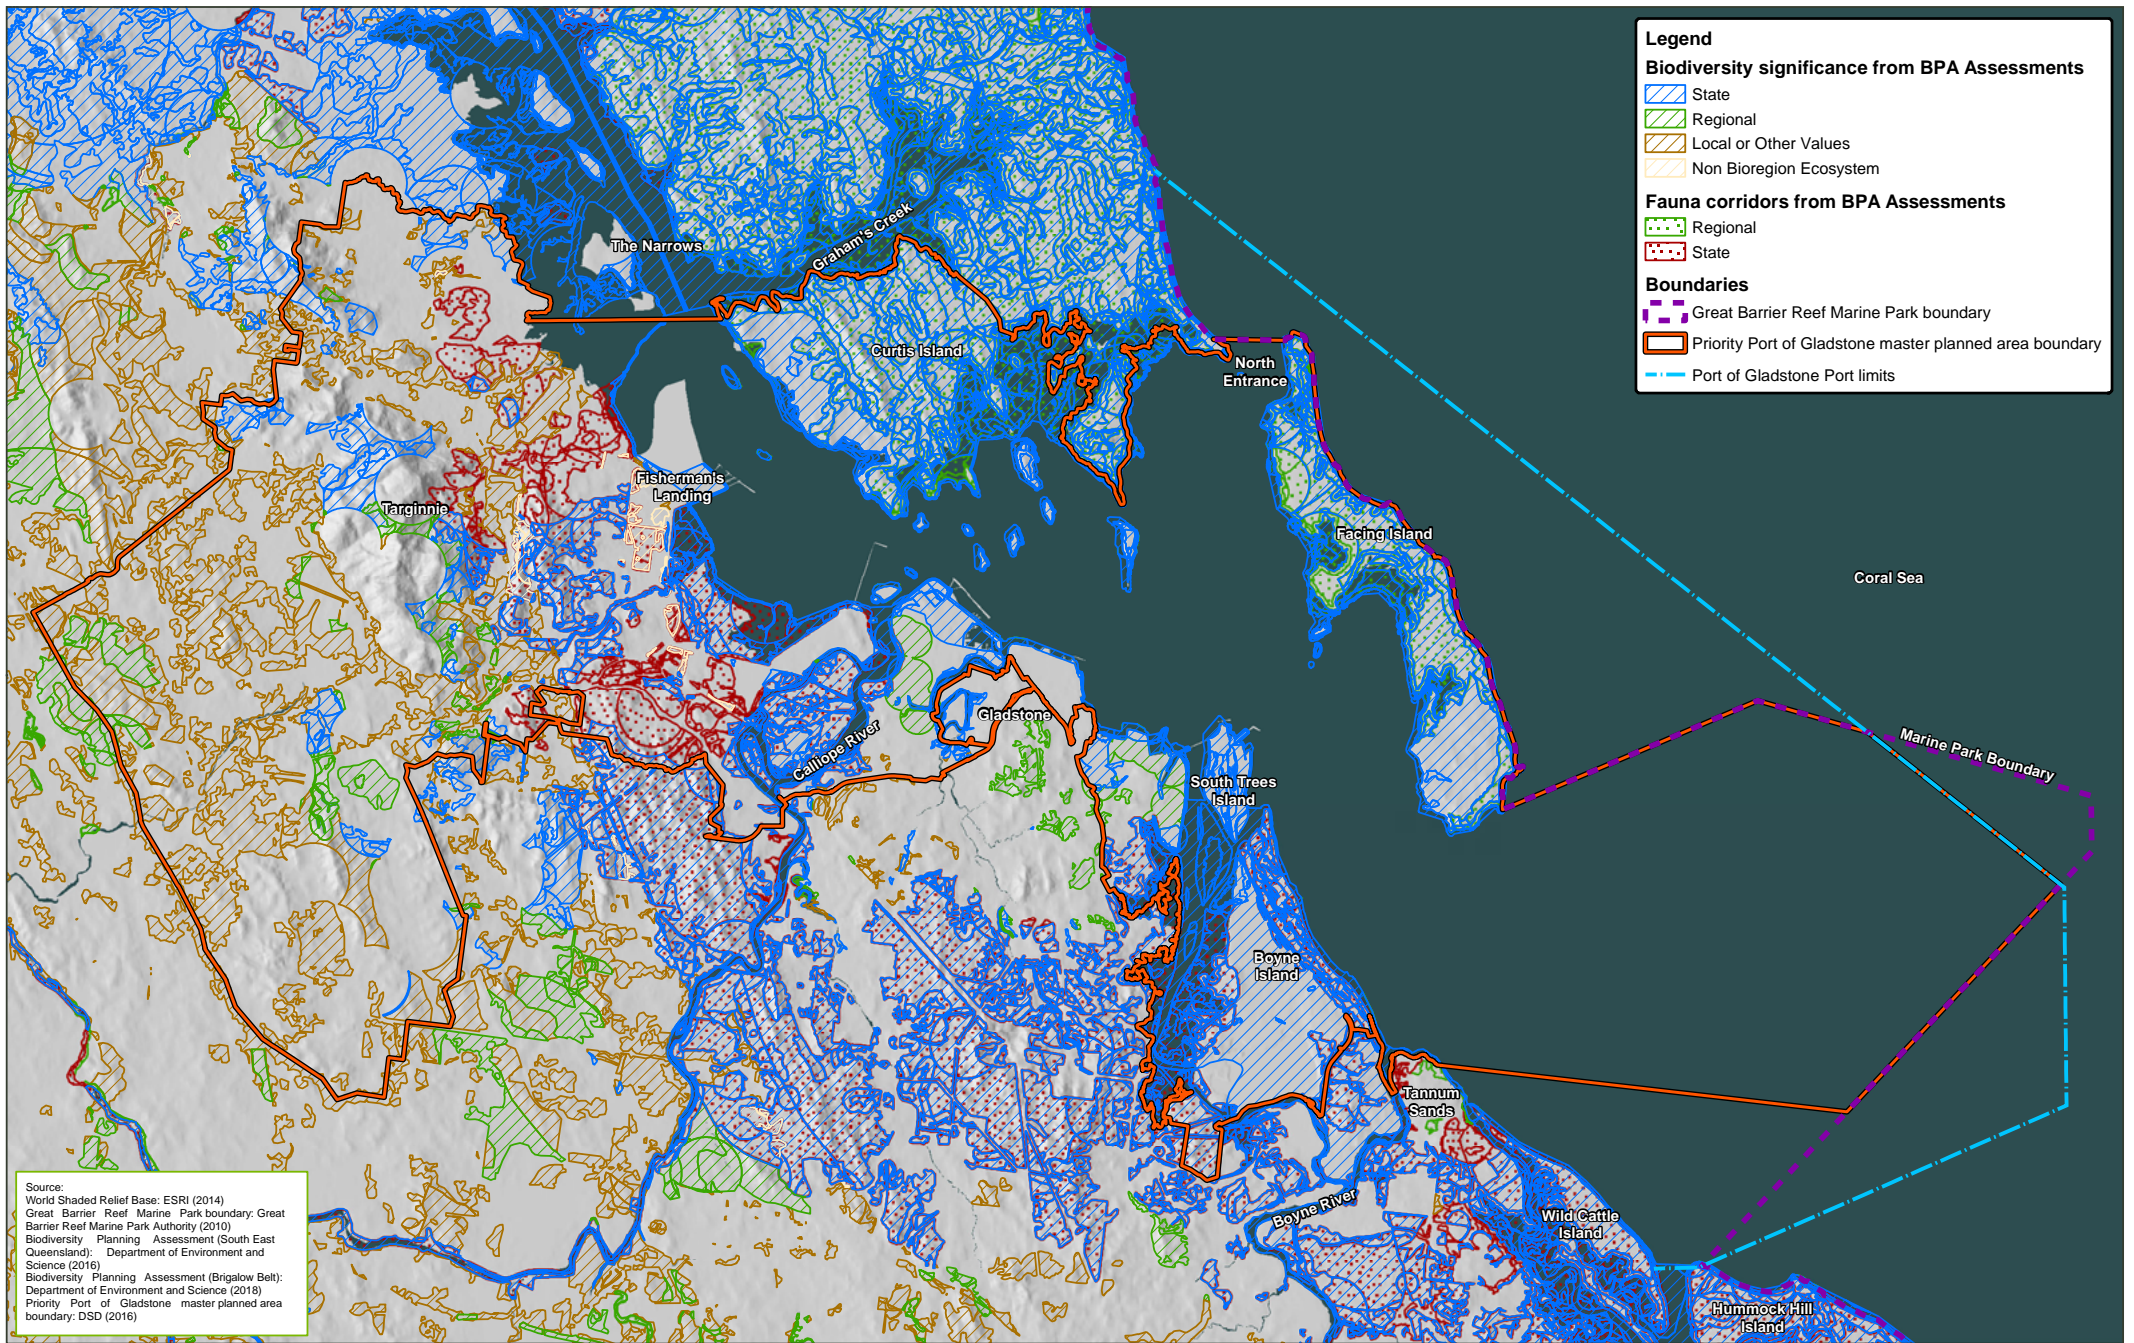 Legend
Biodiversity significance from BPA Assessments
State
Regional
Local or Other Values
Non Bioregion Ecosystem
Fauna corridors from BPA Assessments
Regional
State
Boundaries
Great Barrier Reef Marine Park boundary
Priority Port of Gladstone master planned area boundary
Port of Gladstone Port limits
The Narrows
Graham's Creek
Curtis Island
North
Entrance
Fisherman's
Landing
Targinnie
Facing Island
Coral Sea
Gladstone
Calliope River
South Trees
Island
Marine Park Boundary
Boyne
Island
Tannum
Sands
Boyne River
Wild Cattle
Island
Hummock Hill
Island
Source:
World Shaded Relief Base: ESRI (2014)
Great Barrier Reef Marine Park boundary: Great
Barrier Reef Marine Park Authority (2010)
Biodiversity Planning Assessment (South East
Queensland): Department of Environment and
Science (2016)
Biodiversity Planning Assessment (Brigalow Belt):
Department of Environment and Science (2018)
Priority Port of Gladstone master planned area
boundary: DSD (2016)